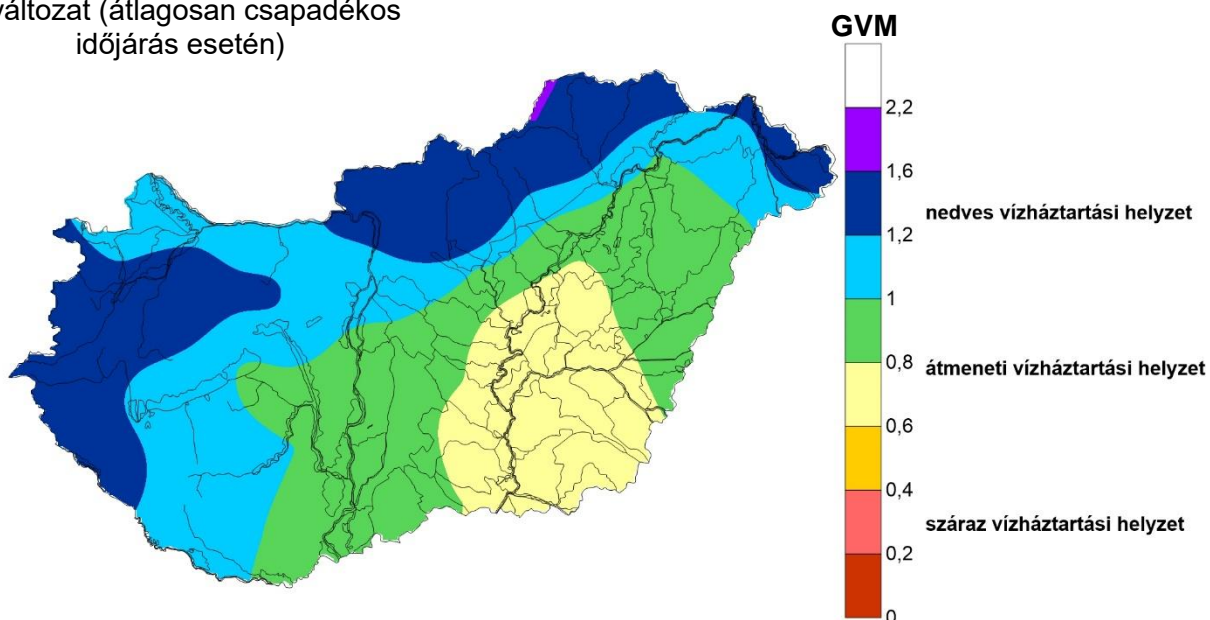 változat (átlagosan csapadékos
időjárás esetén)
GVM
2,2
1,6
nedves vízháztartási helyzet
1,2
1
0,8
átmeneti vízháztartási helyzet
0,6
0,4
száraz vízháztartási helyzet
0,2
0